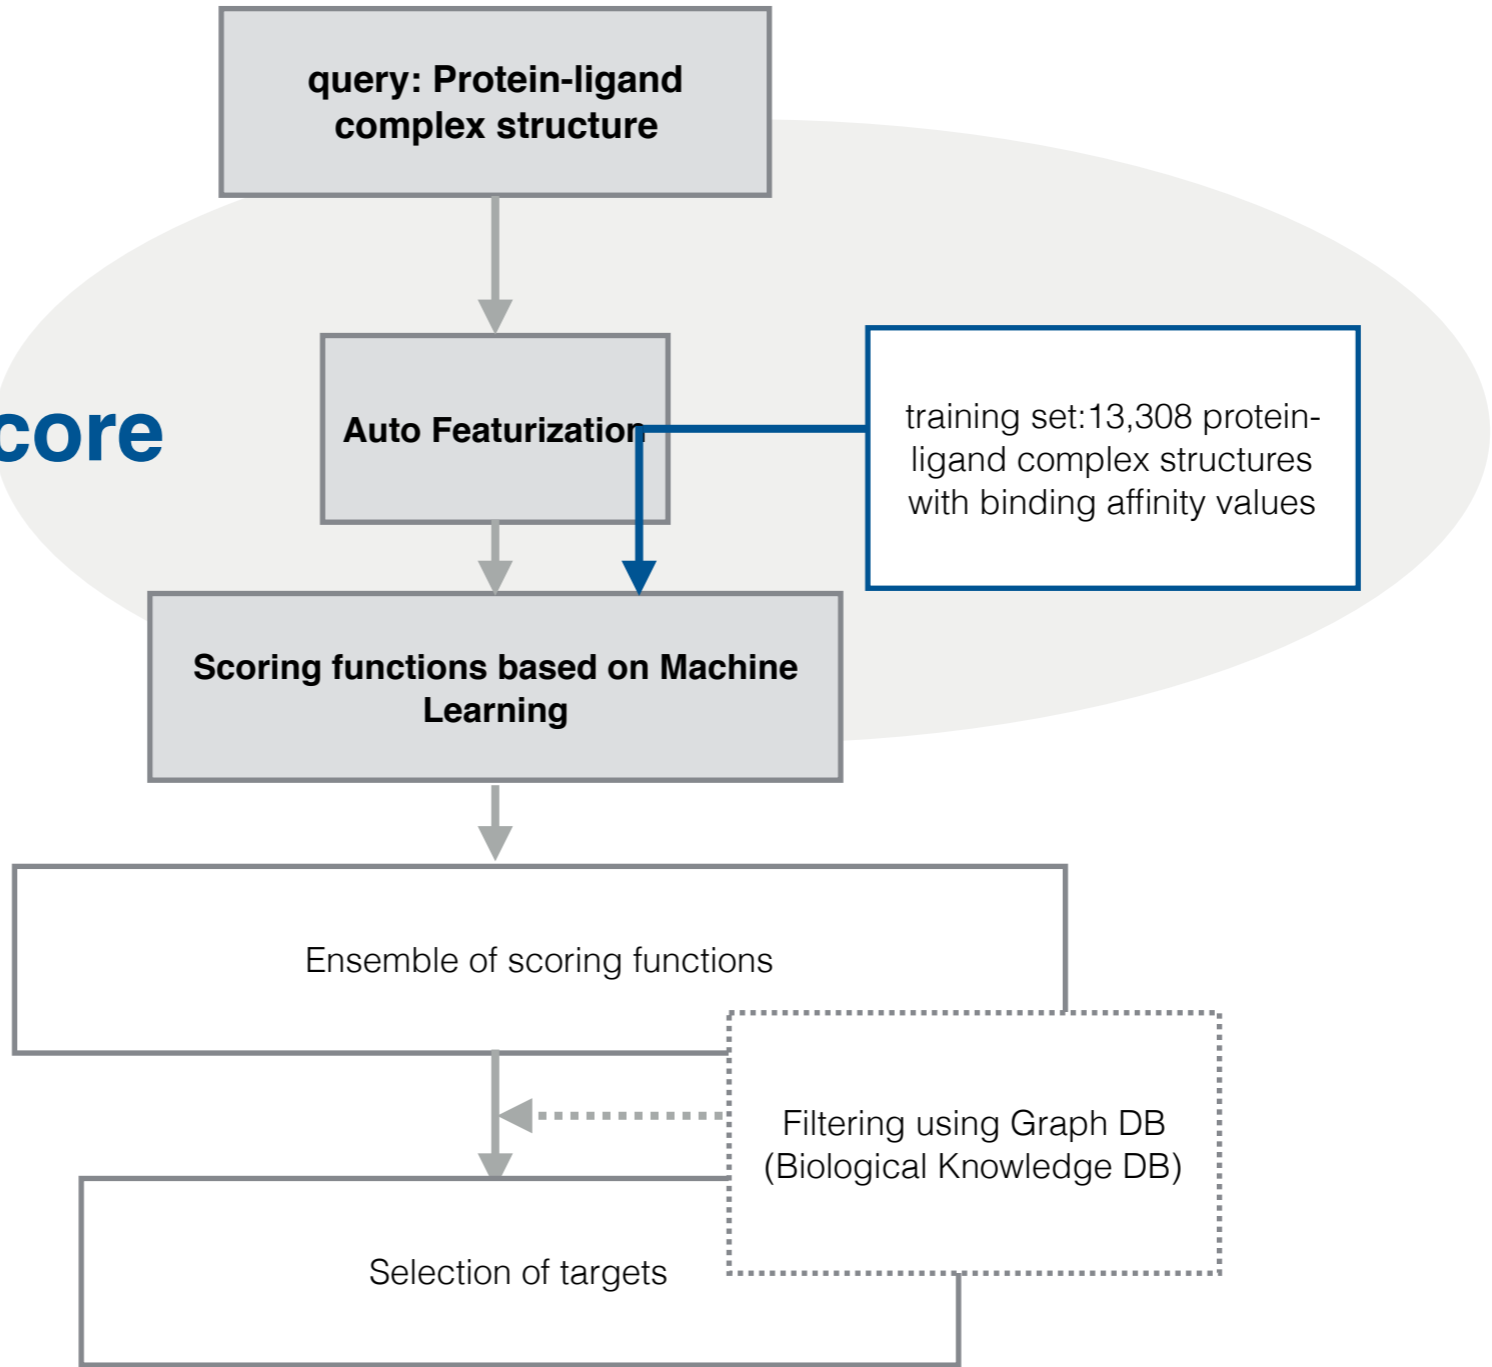 query: Protein-ligand
complex structure
core
Auto Featurization
training set:13,308 protein-
ligand complex structures
with binding affinity values
Scoring functions based on Machine
Learning
Ensemble of scoring functions
Filtering using Graph DB
(Biological Knowledge DB)
Selection of targets